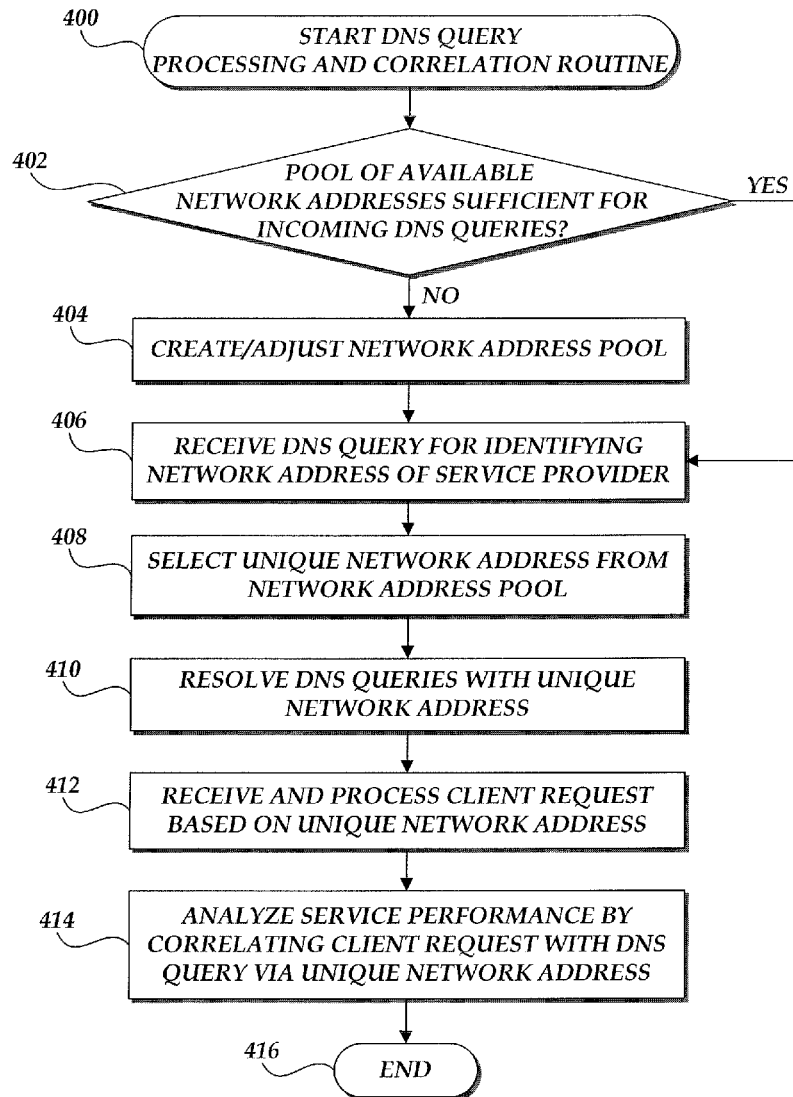 400
START DNS QUERY
PROCESSING AND CORRELATION ROUTINE
402
POOL OF AVAILABLE
NETWORK ADDRESSES SUFFICIENT FOR
INCOMING DNS QUERIES?
YES
NO
404
CREATE/ADJUST NETWORK ADDRESS POOL
406
RECEIVE DNS QUERY FOR IDENTIFYING
NETWORK ADDRESS OF SERVICE PROVIDER
408
SELECT UNIQUE NETWORK ADDRESS FROM
NETWORK ADDRESS POOL
410
RESOLVE DNS QUERIES WITH UNIQUE
NETWORK ADDRESS
412
RECEIVE AND PROCESS CLIENT REQUEST
BASED ON UNIQUE NETWORK ADDRESS
414
ANALYZE SERVICE PERFORMANCE BY
CORRELATING CLIENT REQUEST WITH DNS
QUERY VIA UNIQUE NETWORK ADDRESS
416
END